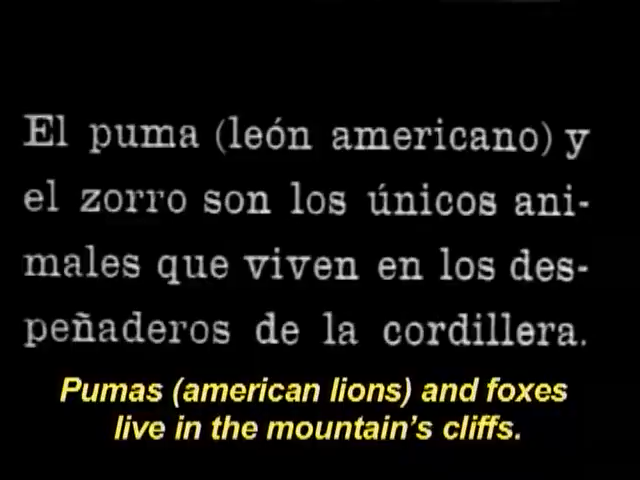 El puma (león americano) y
el zorro son los únicos ani-
males que viven en los des-
peñaderos de la cordillera.
Pumas (american lions) and foxes
live in the mountain's cliffs.